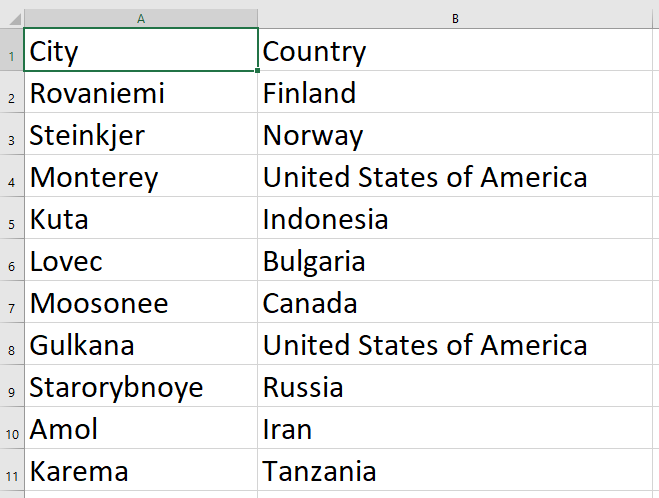 A B
1 City Country
2 Rovaniemi Finland
3 Steinkjer Norway
4 Monterey United States of America
5 Kuta Indonesia
6 Lovec Bulgaria
7 Moosonee Canada
8 Gulkana United States of America
9 Starorybnoye Russia
10 Amol Iran
11 Karema Tanzania